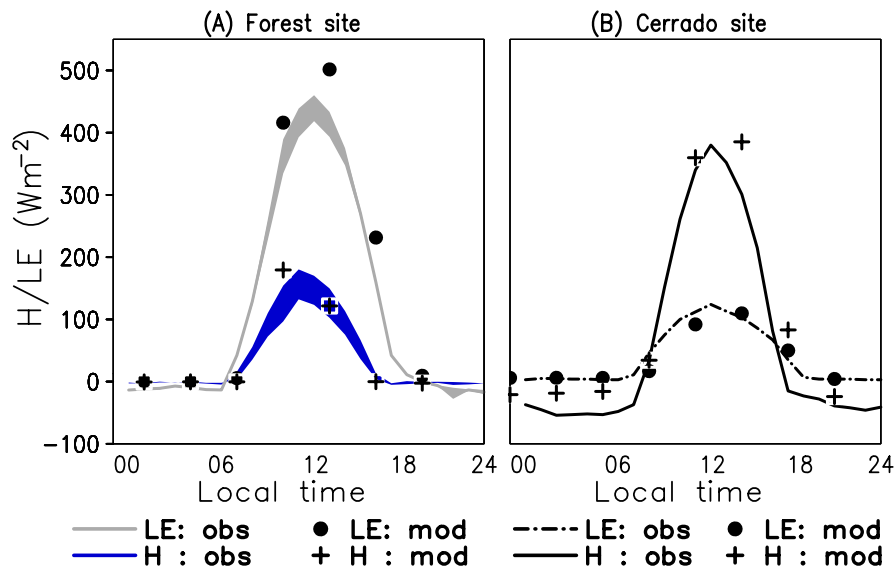 (A) Forest site
(B) Cerrado site
H/LE (Wm−2)
500
400
300
200
100
0
−100
00 06 12 18 24
00 06 12 18 24
Local time
Local time
LE: obs LE: mod
H : obs H : mod
LE: obs LE: mod
H : obs H : mod